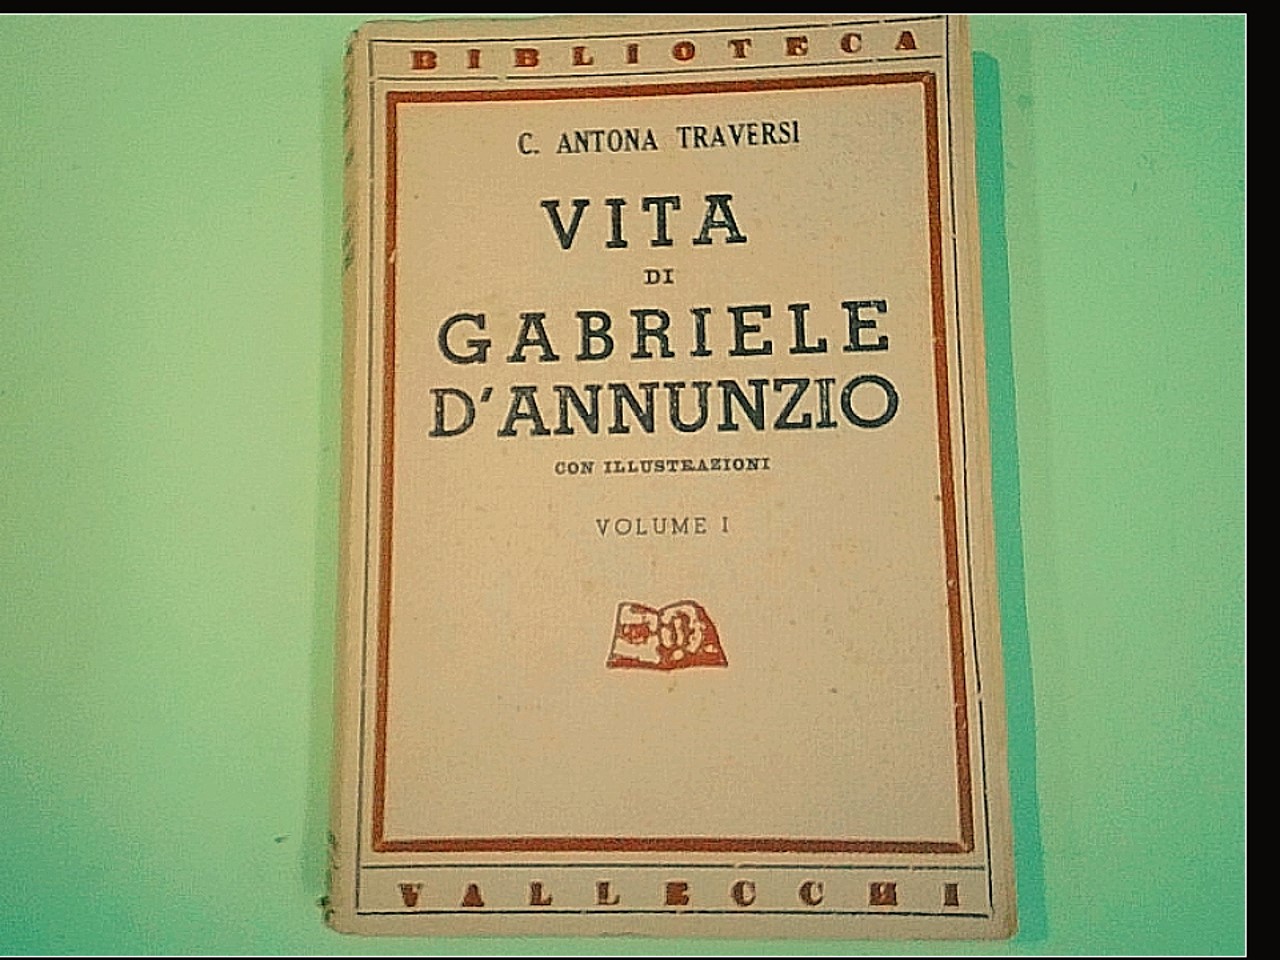 BIBLIOTECA
C. ANTONA TRAVERSI
VITA
DI
GABRIELE
D'ANNUNZIO
CON ILLUSTRAZIONI
VOLUME I
VALLECCHI